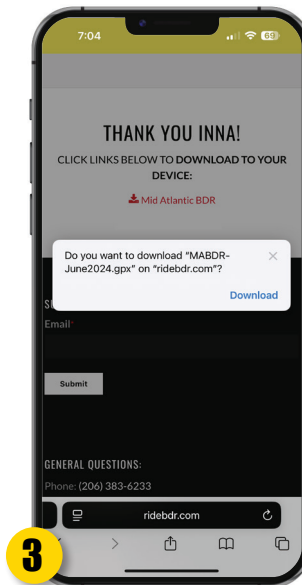 7:04
69
THANK YOU INNA!
CLICK LINKS BELOW TO DOWNLOAD TO YOUR
DEVICE:
Mid Atlantic BDR
Do you want to download “MABDR-
June2024.gpx” on “ridebdr.com”?
Download
Email*
Submit
GENERAL QUESTIONS:
Phone: (206) 383-6233
ridebdr.com
3